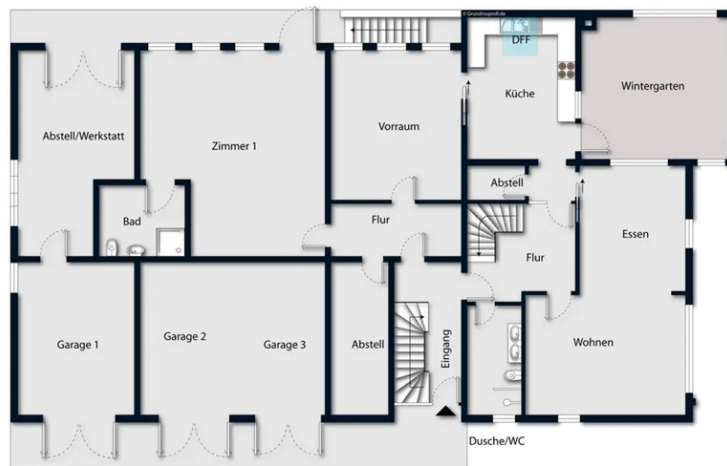 © Grundrissprofi.de
DFF
Küche
Wintergarten
Abstell/Werkstatt
Zimmer 1
Vorraum
Abstell
Bad
Flur
Essen
Flur
Garage 1
Garage 2
Garage 3
Abstell
Eingang
Wohnen
Dusche/WC